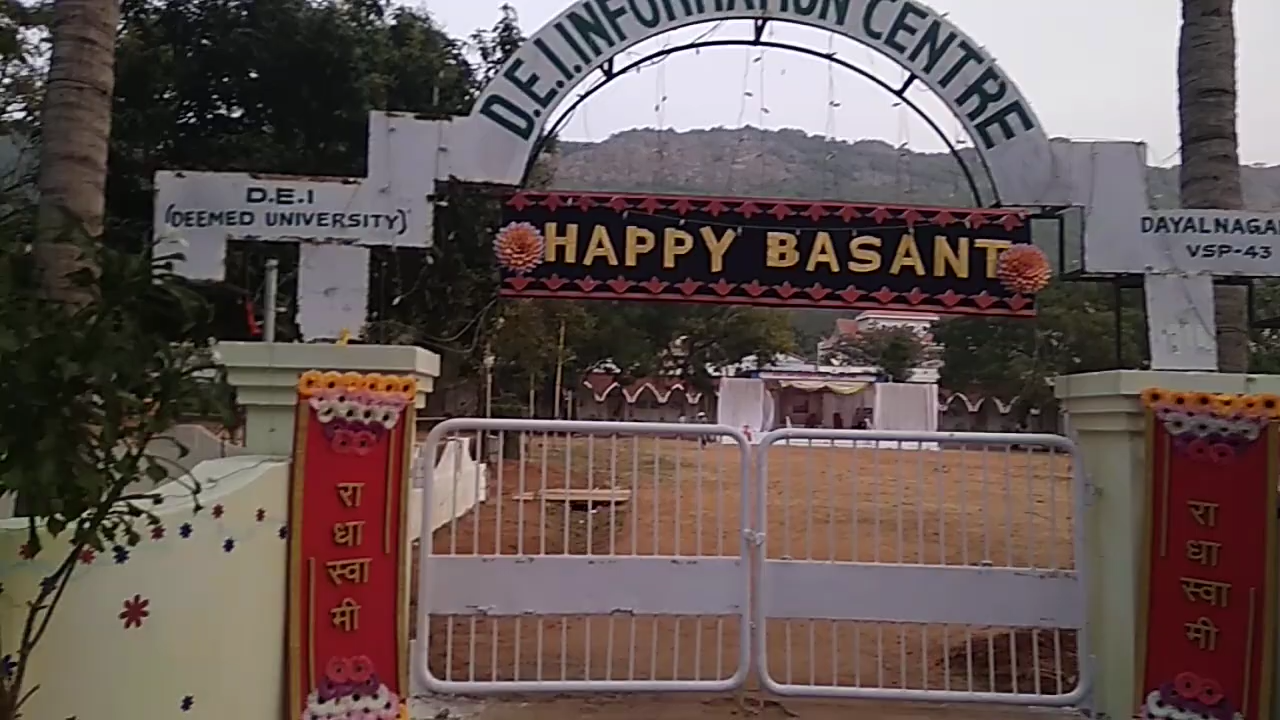 D.E.I.INFORMATION CENTRE
D.E.I
(DEEMED UNIVERSITY)
HAPPY BASANT
DAYALNAGAR
VSP-43
रा
धा
स्वा
मी
रा
धा
स्वा
मी